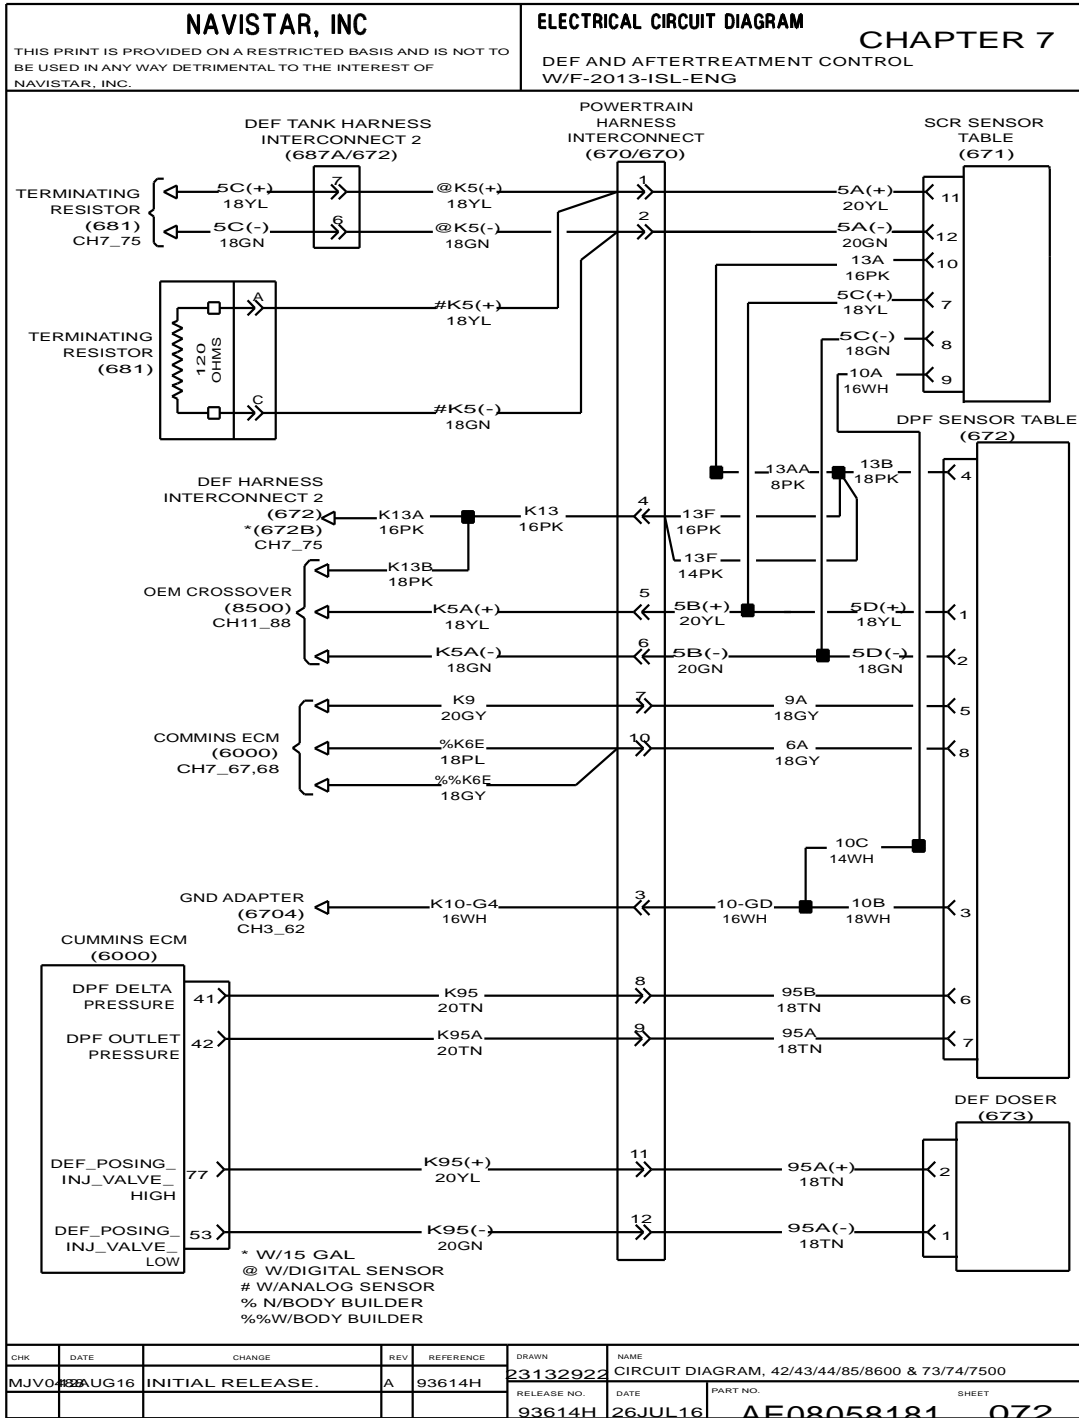 NAVISTAR, INC
THIS PRINT IS PROVIDED ON A RESTRICTED BASIS AND IS NOT TO
BE USED IN ANY WAY DETRIMENTAL TO THE INTEREST OF
NAVISTAR, INC.
ELECTRICAL CIRCUIT DIAGRAM
CHAPTER 7
DEF AND AFTERTREATMENT CONTROL
W/F-2013-ISL-ENG
DEF TANK HARNESS
INTERCONNECT 2
(687A/672)
POWERTRAIN
HARNESS
INTERCONNECT
(670/670)
SCR SENSOR
TABLE
(671)
TERMINATING
RESISTOR
(681)
CH7_75
5C(+)
18YL
7
@K5(+)
18YL
1
5A(+)
20YL
11
5C(-)
18GN
6
@K5(-)
18GN
2
5A(-)
20GN
12
13A
16PK
10
5C(+)
18YL
7
5C(-)
18GN
8
10A
16WH
9
TERMINATING
RESISTOR
(681)
120
OHMS
A
#K5(+)
18YL
C
#K5(-)
18GN
DPF SENSOR TABLE
(672)
13AA
8PK
13B
18PK
4
DEF HARNESS
INTERCONNECT 2
(672)
*(672B)
CH7_75
K13A
16PK
K13
16PK
4
13F
16PK
13F
14PK
K13B
18PK
OEM CROSSOVER
(8500)
CH11_88
K5A(+)
18YL
5
5B(+)
20YL
5D(+)
18YL
1
K5A(-)
18GN
6
5B(-)
20GN
5D(-)
18GN
2
COMMINS ECM
(6000)
CH7_67,68
K9
20GY
7
9A
18GY
5
%K6E
18PL
10
6A
18GY
8
%%K6E
18GY
10C
14WH
GND ADAPTER
(6704)
CH3_62
K10-G4
16WH
3
10-GD
16WH
10B
18WH
3
CUMMINS ECM
(6000)
DPF DELTA
PRESSURE
41
K95
20TN
8
95B
18TN
6
DPF OUTLET
PRESSURE
42
K95A
20TN
9
95A
18TN
7
DEF DOSER
(673)
DEF_POSING_
INJ_VALVE_
HIGH
77
K95(+)
20YL
11
95A(+)
18TN
2
DEF_POSING_
INJ_VALVE_
LOW
53
K95(-)
20GN
12
95A(-)
18TN
1
* W/15 GAL
@ W/DIGITAL SENSOR
# W/ANALOG SENSOR
% N/BODY BUILDER
%%W/BODY BUILDER
CHK DATE CHANGE REV REFERENCE
INITIAL RELEASE. A 93614H
DRAWN
23132922
NAME
CIRCUIT DIAGRAM, 42/43/44/85/8600 & 73/74/7500
RELEASE NO. DATE PART NO. SHEET
93614H 26JUL16 AE08058181 072